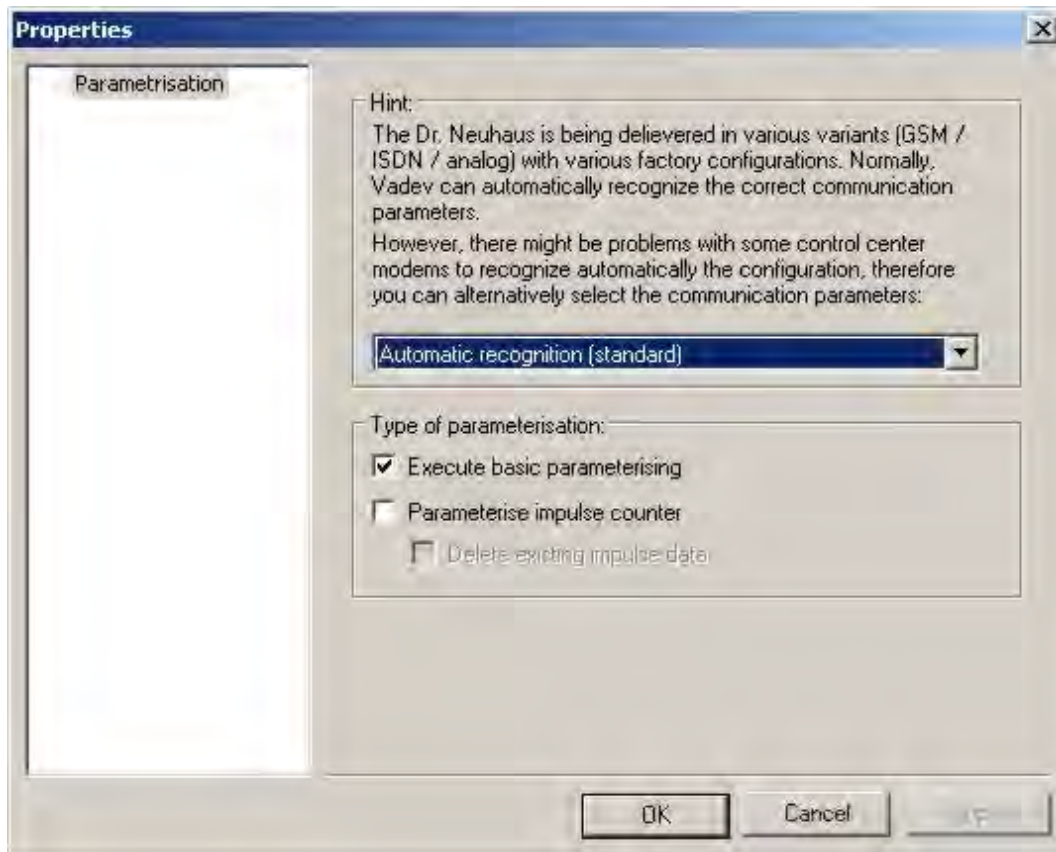 Properties
Parametrisation
Hint:
The Dr. Neuhaus is being delievered in various variants (GSM /
ISDN / analog) with various factory configurations. Normally,
Vadev can automatically recognize the correct communication
parameters.
However, there might be problems with some control center
modems to recognize automatically the configuration, therefore
you can alternatively select the communication parameters:
Automatic recognition (standard)
Type of parameterisation:
Execute basic parameterising
Parameterise impulse counter
Delete existing impulse data
OK
Cancel